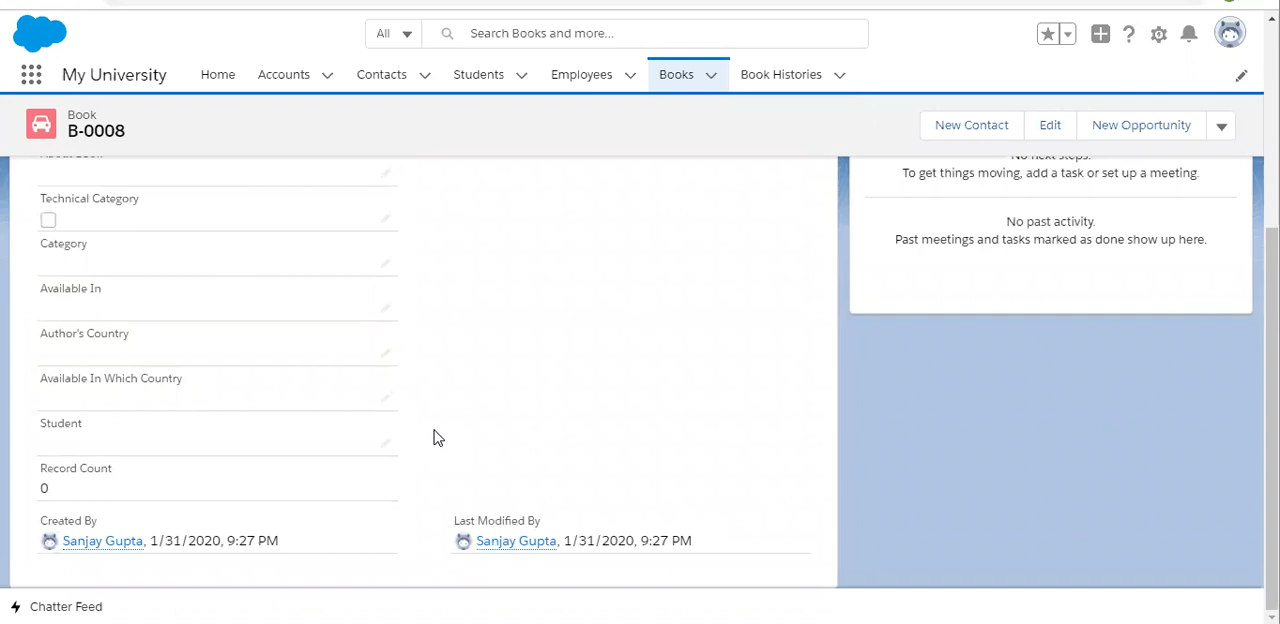 All
Search Books and more...
My University
Home
Accounts
Contacts
Students
Employees
Books
Book Histories
Book
B-0008
New Contact
Edit
New Opportunity
No next steps.
To get things moving, add a task or set up a meeting.
No past activity.
Past meetings and tasks marked as done show up here.
Technical Category
Category
Available In
Author's Country
Available In Which Country
Student
Record Count
0
Created By
Sanjay Gupta, 1/31/2020, 9:27 PM
Last Modified By
Sanjay Gupta, 1/31/2020, 9:27 PM
Chatter Feed